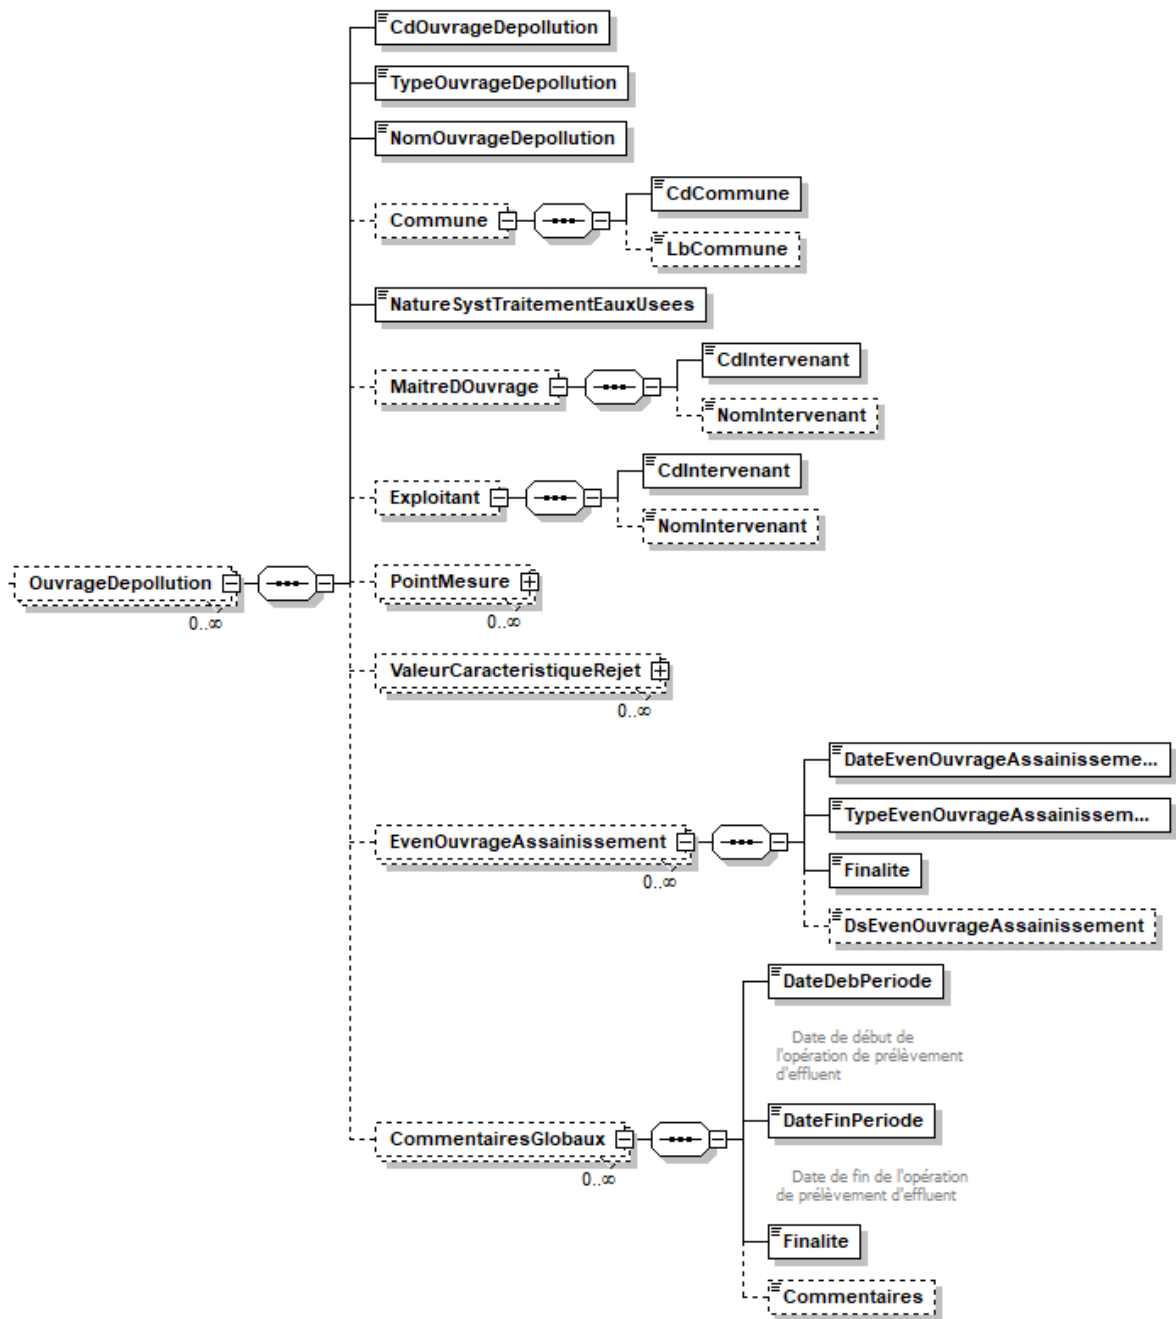 CdOuvrageDepollution
TypeOuvrageDepollution
NomOuvrageDepollution
Commune
CdCommune
LbCommune
NatureSystTraitementEauxUsees
MaitreDOuvrage
CdIntervenant
NomIntervenant
Exploitant
CdIntervenant
NomIntervenant
OuvrageDepollution
0..∞
PointMesure
0..∞
ValeurCaracteristiqueRejet
0..∞
EvenOuvrageAssainissement
0..∞
DateEvenOuvrageAssainisseme...
TypeEvenOuvrageAssainissem...
Finalite
DsEvenOuvrageAssainissement
CommentairesGlobaux
0..∞
DateDebPeriode
Date de début de
l'opération de prélèvement
d'effluent
DateFinPeriode
Date de fin de l'opération
de prélèvement d'effluent
Finalite
Commentaires